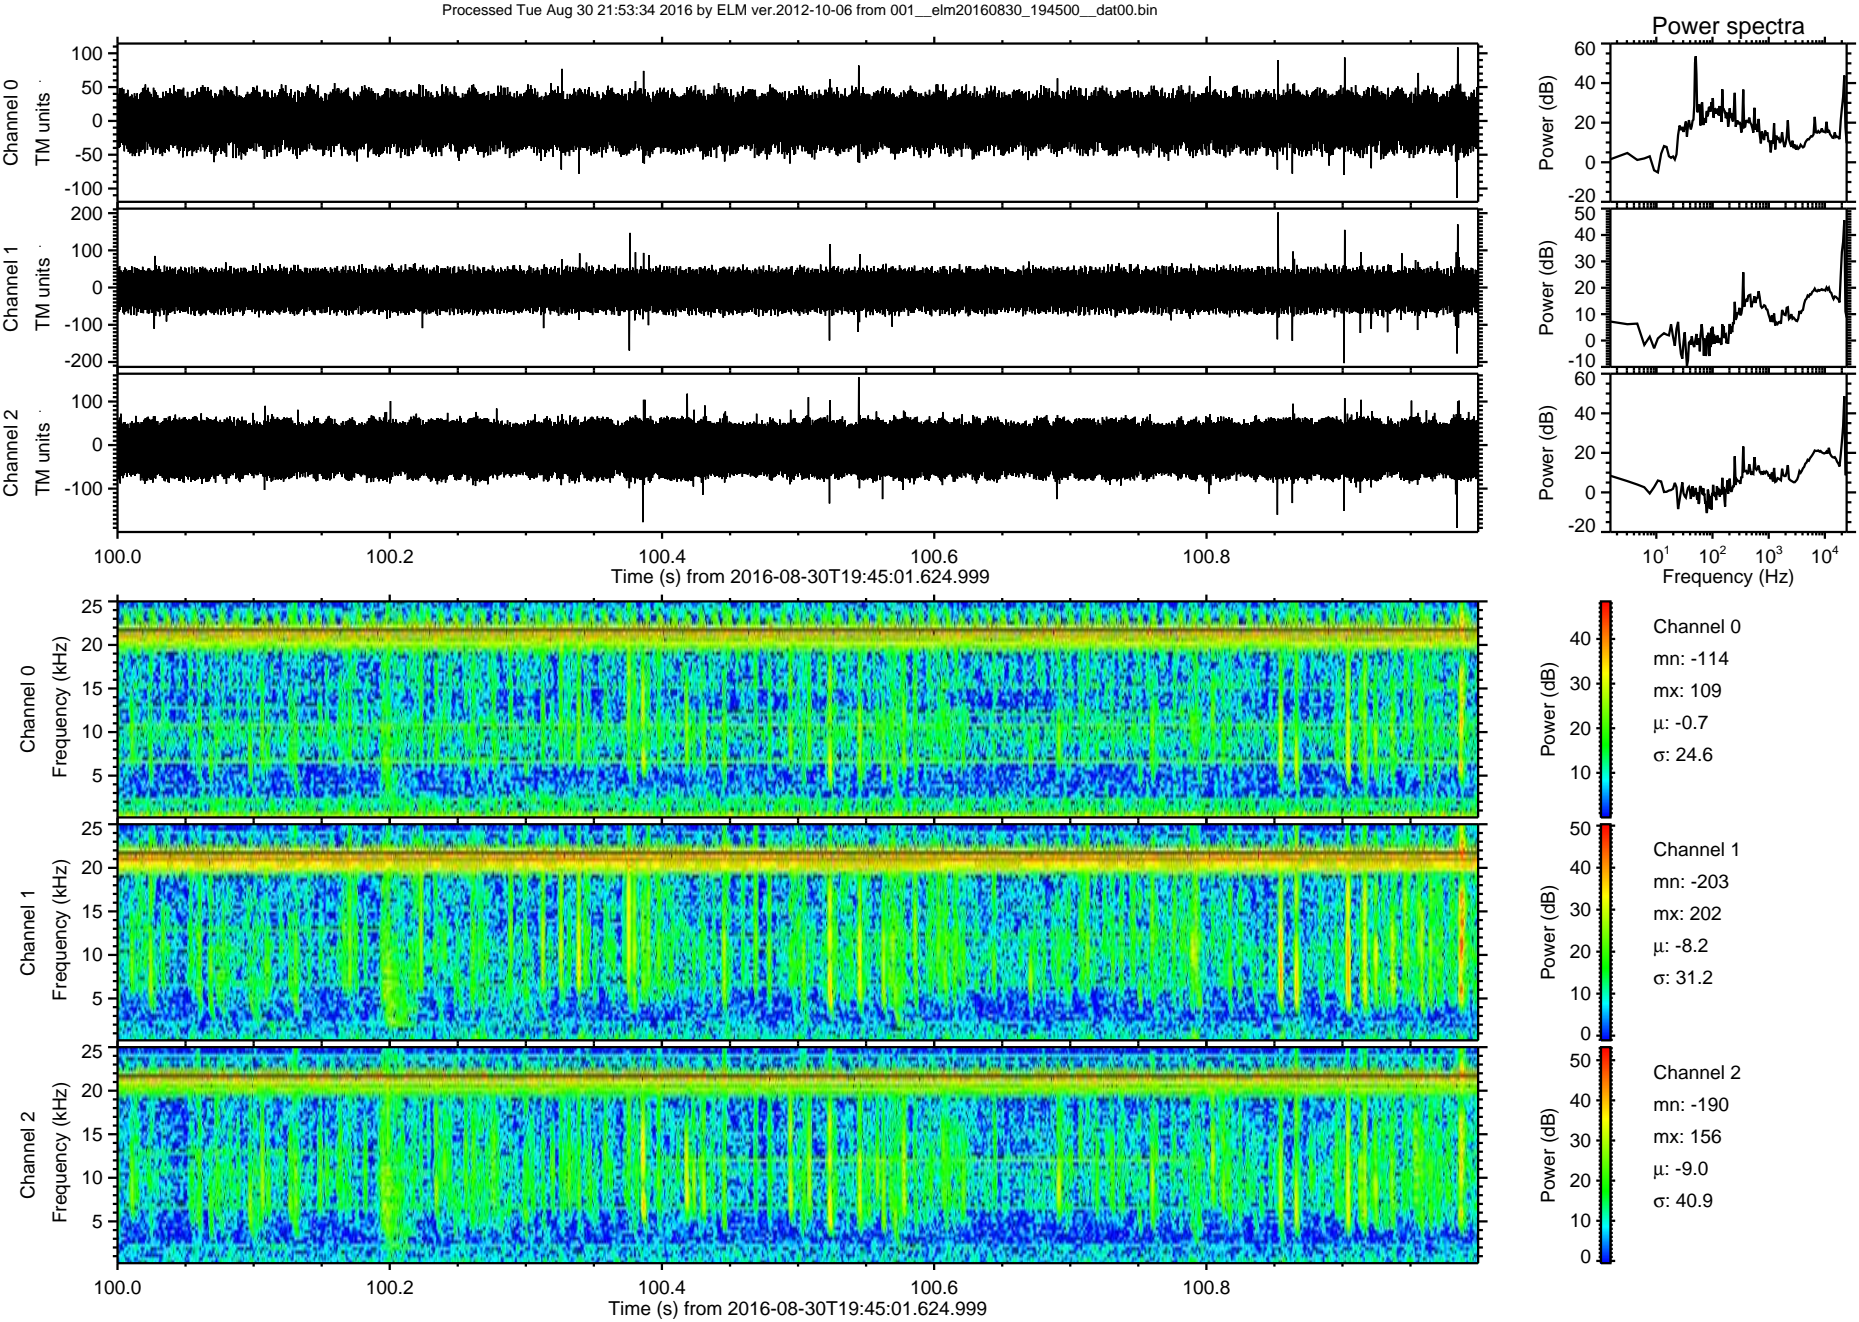 Processed Tue Aug 30 21:53:34 2016 by ELM ver.2012-10-06 from 001__elm20160830_194500__dat00.bin
Power spectra
Channel 0
TM units
100
50
0
-50
-100
Power (dB)
60
40
20
0
-20
Channel 1
TM units
200
100
0
-100
-200
Power (dB)
50
40
30
20
10
0
-10
Channel 2
TM units
100
0
-100
Power (dB)
60
40
20
0
-20
100.0 100.2 100.4 100.6 100.8
Time (s) from 2016-08-30T19:45:01.624.999
10¹ 10² 10³ 10⁴
Frequency (Hz)
Channel 0
Frequency (kHz)
25
20
15
10
5
Power (dB)
40
30
20
10
Channel 0
mn: -114
mx: 109
µ: -0.7
σ: 24.6
Channel 1
Frequency (kHz)
25
20
15
10
5
Power (dB)
50
40
30
20
10
0
Channel 1
mn: -203
mx: 202
µ: -8.2
σ: 31.2
Channel 2
Frequency (kHz)
25
20
15
10
5
Power (dB)
50
40
30
20
10
0
Channel 2
mn: -190
mx: 156
µ: -9.0
σ: 40.9
100.0 100.2 100.4 100.6 100.8
Time (s) from 2016-08-30T19:45:01.624.999